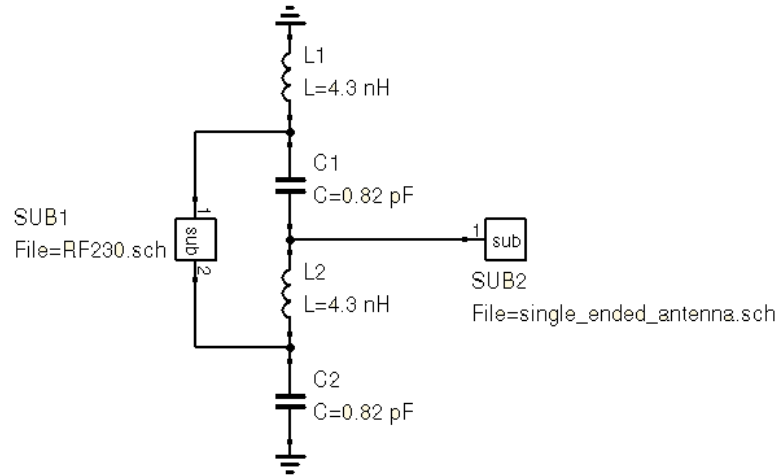 L1
L=4.3 nH
C1
C=0.82 pF
SUB1
File=RF230.sch
1
sub
2
1
sub
SUB2
File=single_ended_antenna.sch
L2
L=4.3 nH
C2
C=0.82 pF